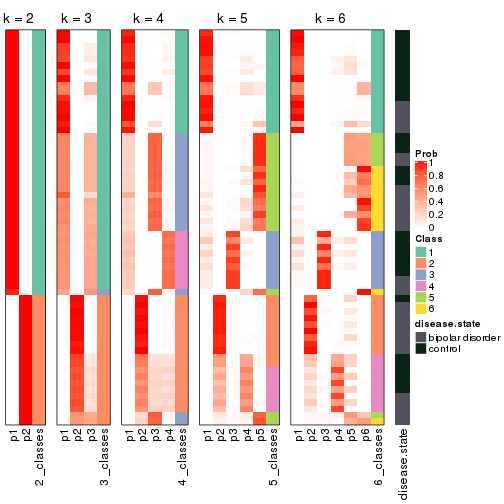 k = 2
k = 3
k = 4
k = 5
k = 6
Prob
1
0.8
0.6
0.4
0.2
0
Class
1
2
3
4
5
6
disease.state
bipolar disorder
control
p1
p2
2_classes
p1
p2
p3
3_classes
p1
p2
p3
p4
4_classes
p1
p2
p3
p4
p5
5_classes
p1
p2
p3
p4
p5
p6
6_classes
disease.state